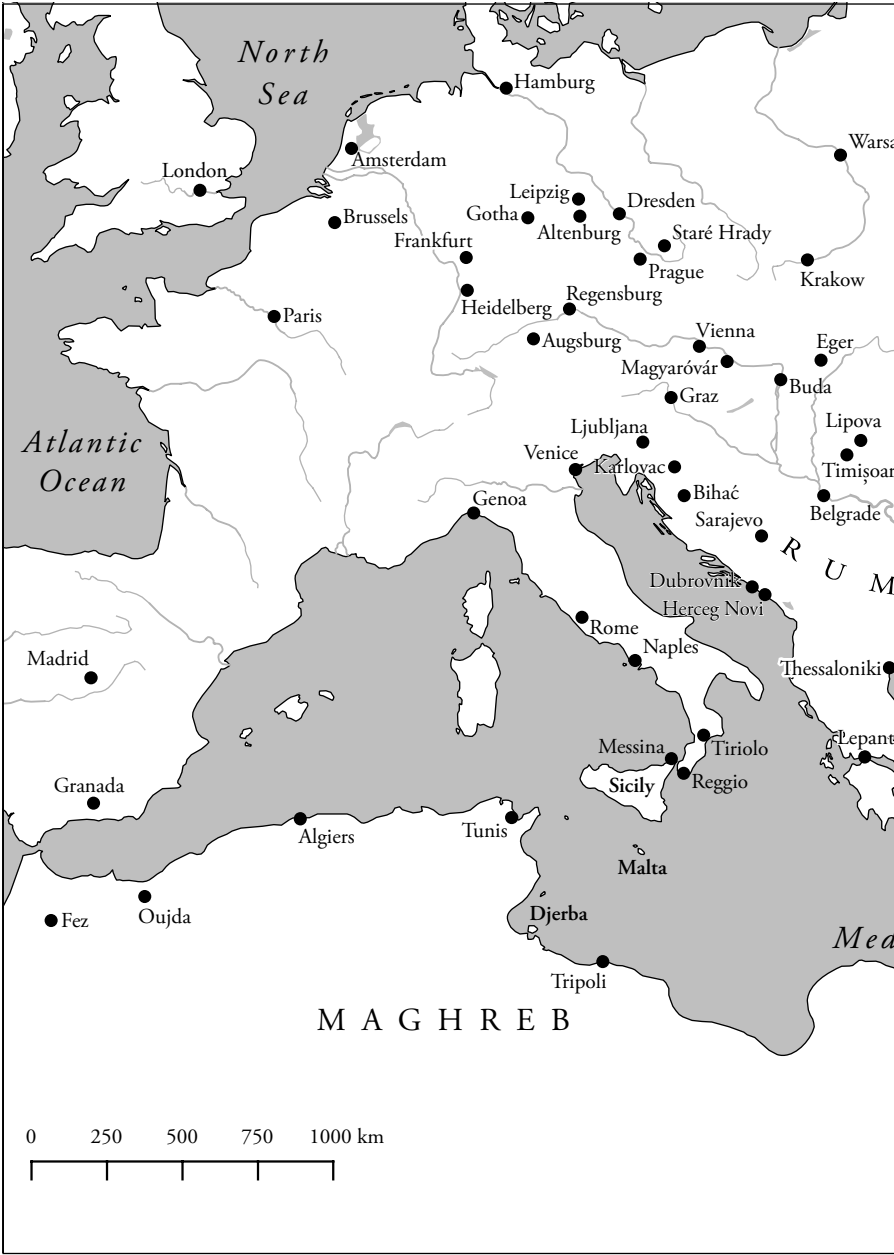 North
Sea
Hamburg
Warsa
Amsterdam
London
Leipzig
Dresden
Gotha
Altenburg
Brussels
Staré Hrady
Frankfurt
Prague
Krakow
Regensburg
Heidelberg
Paris
Vienna
Augsburg
Eger
Magyaróvár
Buda
Graz
Lipova
Ljubljana
Atlantic
Ocean
Venice
Karlovac
Timișoar
Bihać
Genoa
Belgrade
Sarajevo
R U M
Dubrovnik
Herceg Novi
Rome
Naples
Madrid
Thessaloniki
Lepant
Messina
Tiriolo
Reggio
Sicily
Granada
Algiers
Tunis
Malta
Djerba
Oujda
Fez
Med
Tripoli
MAGHREB
0 250 500 750 1000 km